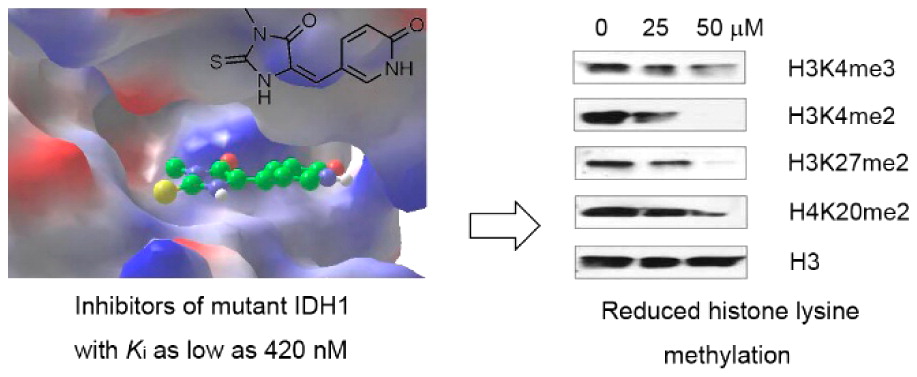 O
O
S
N
N
H
NH
0 25 50 μM
H3K4me3
H3K4me2
H3K27me2
H4K20me2
H3
Inhibitors of mutant IDH1
with Ki as low as 420 nM
Reduced histone lysine
methylation